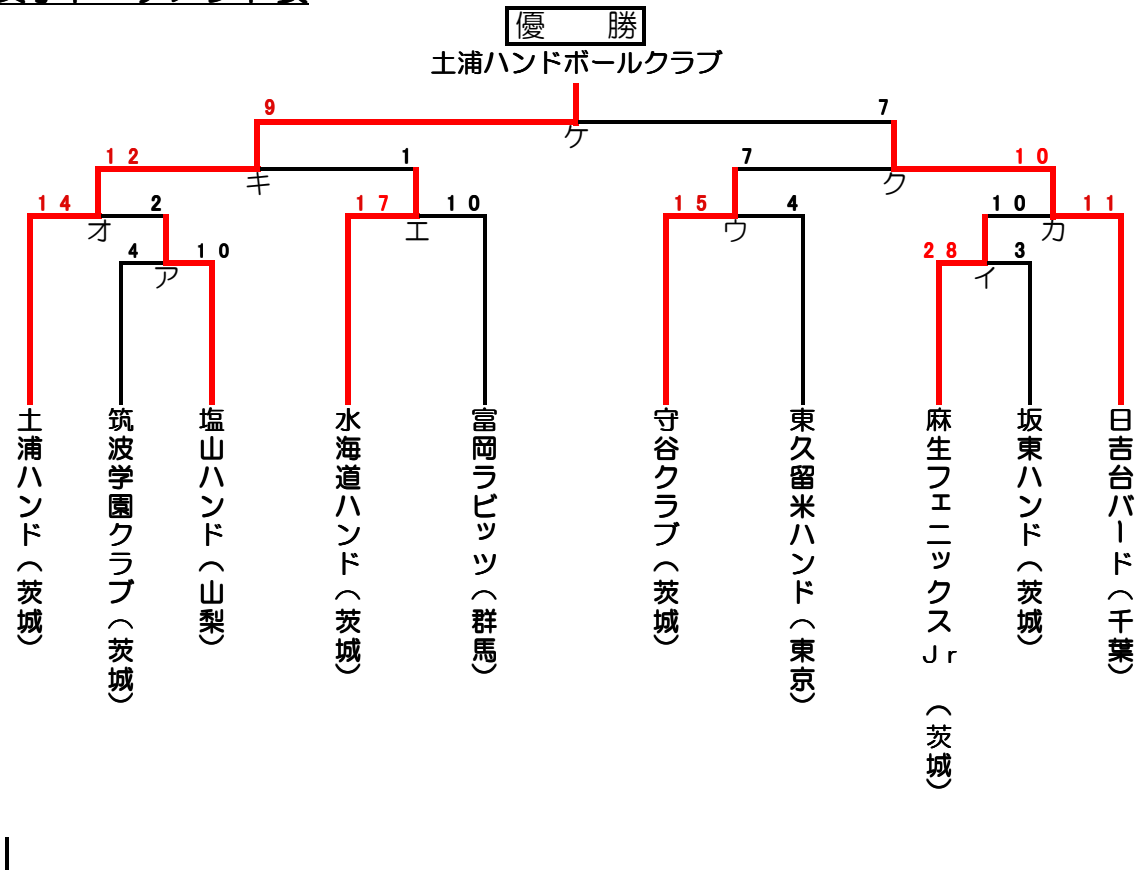 優　勝
土浦ハンドボールクラブ
9
7
ケ
12
1
7
10
キ
ク
14
2
17
10
15
4
10
11
オ
エ
ウ
カ
4
10
28
3
ア
イ
土浦ハンド（茨城）
筑波学園クラブ（茨城）
塩山ハンド（山梨）
水海道ハンド（茨城）
富岡ラビッツ（群馬）
守谷クラブ（茨城）
東久留米ハンド（東京）
麻生フェニックスJr　（茨城）
坂東ハンド（茨城）
日吉台バード（千葉）